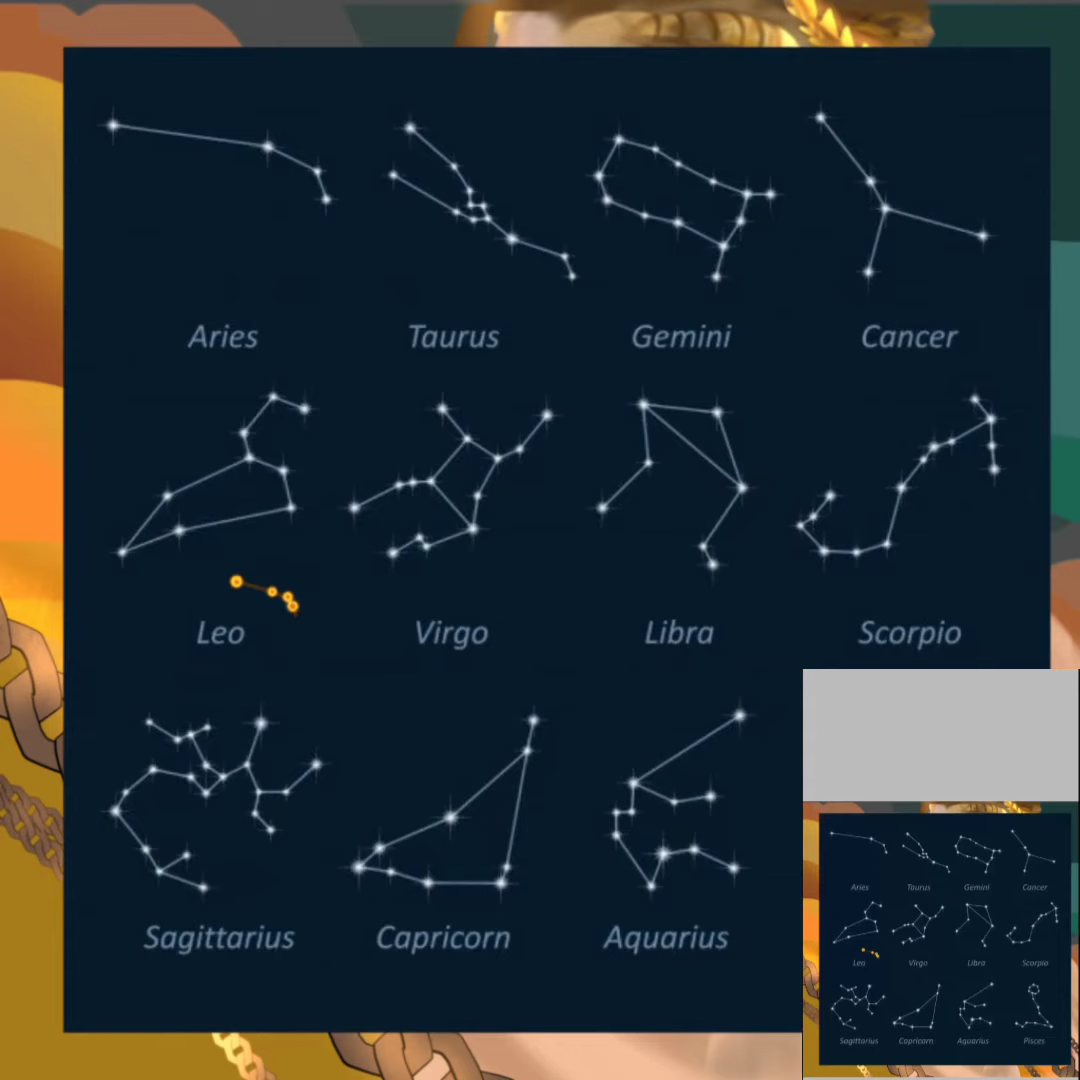 Aries Taurus Gemini Cancer
Leo Virgo Libra Scorpio
Sagittarius Capricorn Aquarius
Aries Taurus Gemini Cancer
Leo Virgo Libra Scorpio
Sagittarius Capricorn Aquarius Pisces